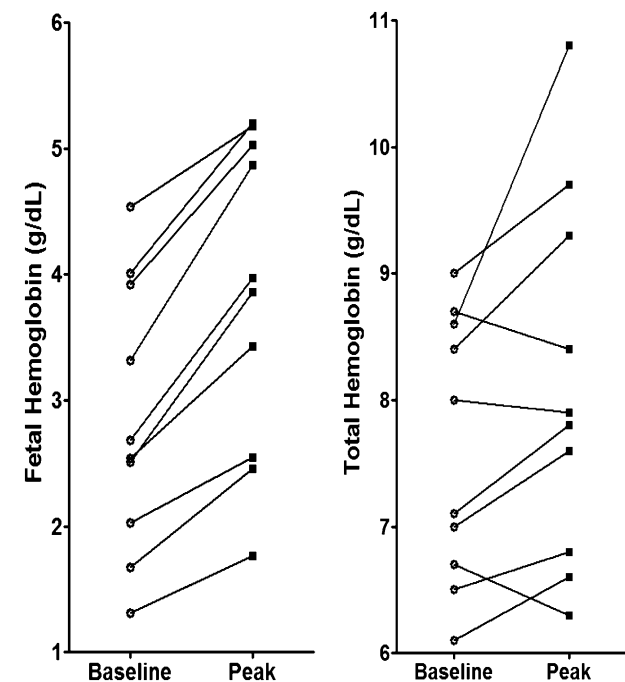 Fetal Hemoglobin (g/dL)
6
5
4
3
2
1
Baseline
Peak
Total Hemoglobin (g/dL)
11
10
9
8
7
6
Baseline
Peak